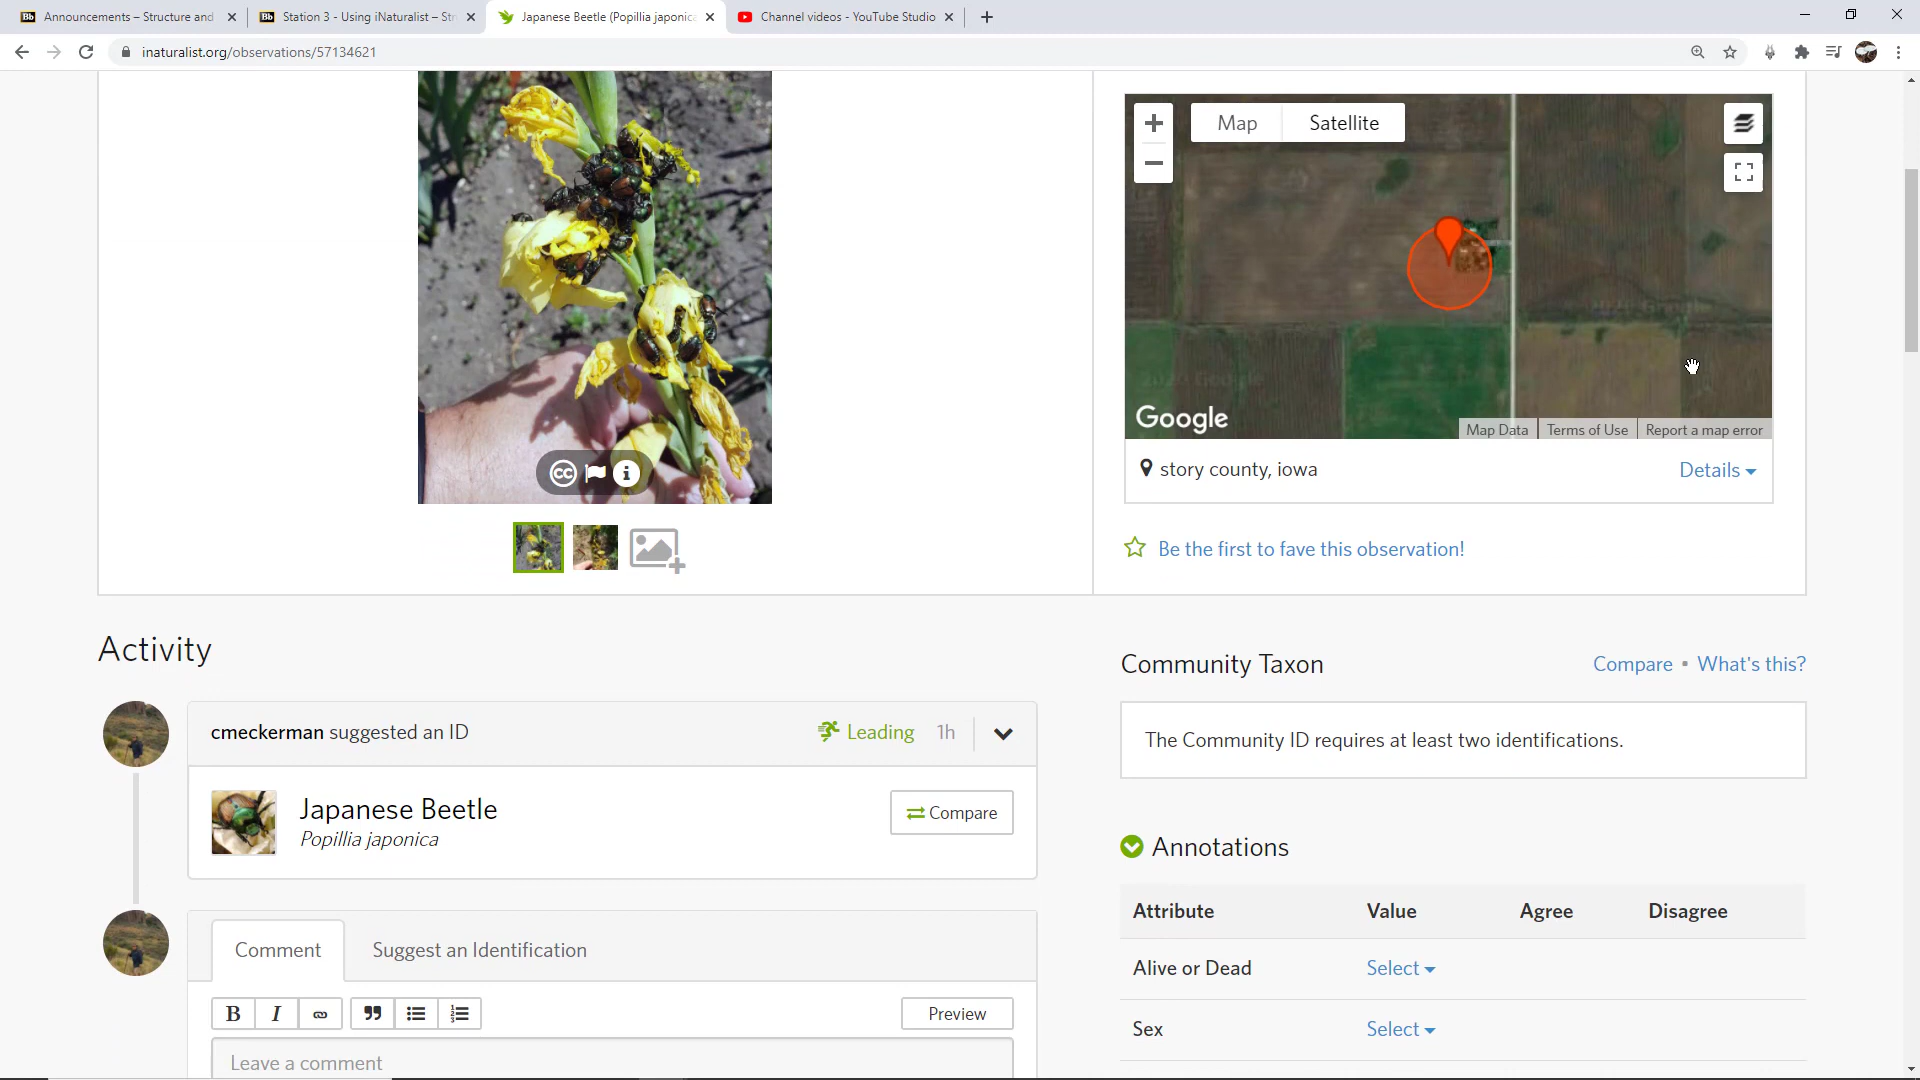 Announcements – Structure and
Station 3 - Using iNaturalist – Str
Japanese Beetle (Popillia japonica
Channel videos - YouTube Studio
inaturalist.org/observations/57134621
Map
Satellite
Google
Map Data
Terms of Use
Report a map error
story county, iowa
Details
Be the first to fave this observation!
Activity
cmeckerman suggested an ID
Leading
1h
Japanese Beetle
Popillia japonica
Compare
Comment
Suggest an Identification
B
I
Preview
Leave a comment
Community Taxon
Compare • What's this?
The Community ID requires at least two identifications.
Annotations
Attribute Value Agree Disagree
Alive or Dead Select
Sex Select